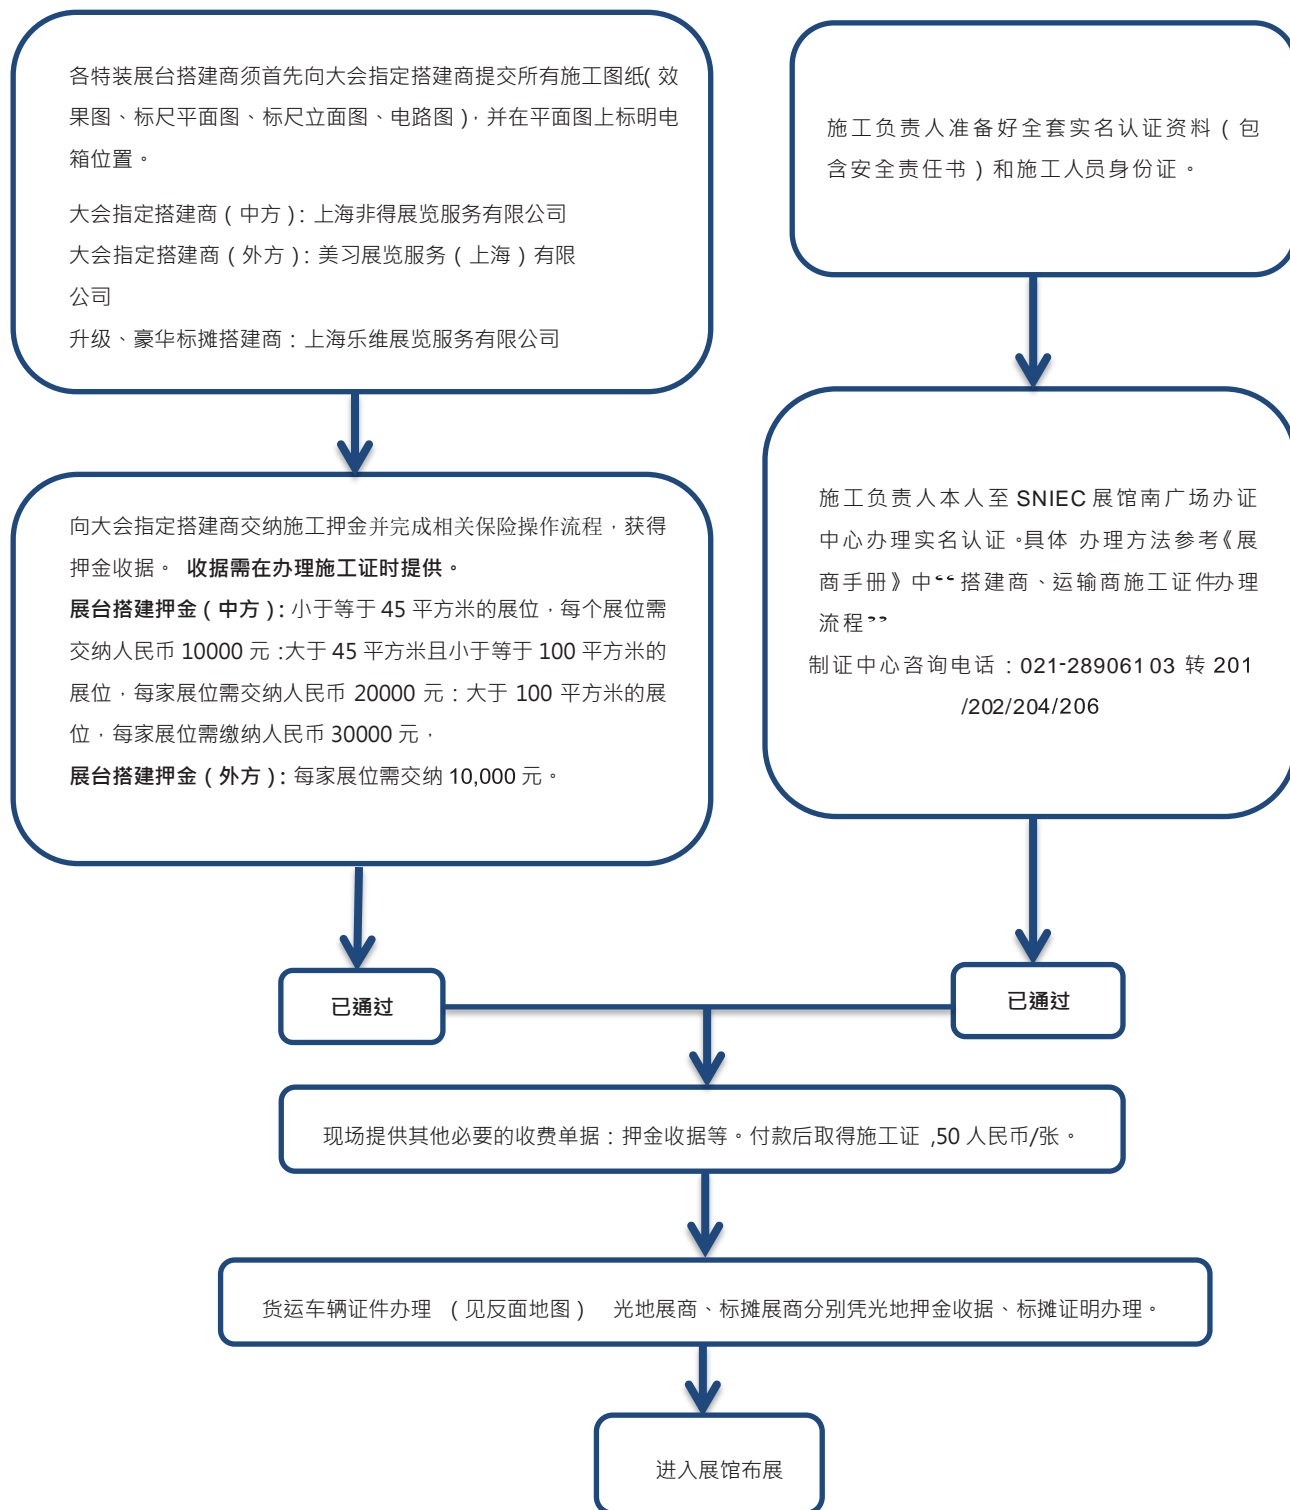 各特装展台搭建商须首先向大会指定搭建商提交所有施工图纸( 效
果图、标尺平面图、标尺立面图、电路图 )，并在平面图上标明电
箱位置。
大会指定搭建商（中方）：上海非得展览服务有限公司
大会指定搭建商（外方）：美习展览服务（上海）有限
公司
升级、豪华标摊搭建商：上海乐维展览服务有限公司
向大会指定搭建商交纳施工押金并完成相关保险操作流程，获得
押金收据。 收据需在办理施工证时提供。
展台搭建押金（中方）：小于等于 45 平方米的展位，每个展位需
交纳人民币 10000 元 :大于 45 平方米且小于等于 100 平方米的
展位，每家展位需交纳人民币 20000 元：大于 100 平方米的展
位，每家展位需缴纳人民币 30000 元，
展台搭建押金（外方）：每家展位需交纳 10,000 元。
施工负责人准备好全套实名认证资料（包
含安全责任书）和施工人员身份证。
施工负责人本人至 SNIEC 展馆南广场办证
中心办理实名认证。具体 办理方法参考《展
商手册》中“搭建商、运输商施工证件办理
流程”
制证中心咨询电话：021-28906103 转 201
/202/204/206
已通过
已通过
现场提供其他必要的收费单据：押金收据等。付款后取得施工证 ,50 人民币/张。
货运车辆证件办理 （见反面地图） 光地展商、标摊展商分别凭光地押金收据、标摊证明办理。
进入展馆布展